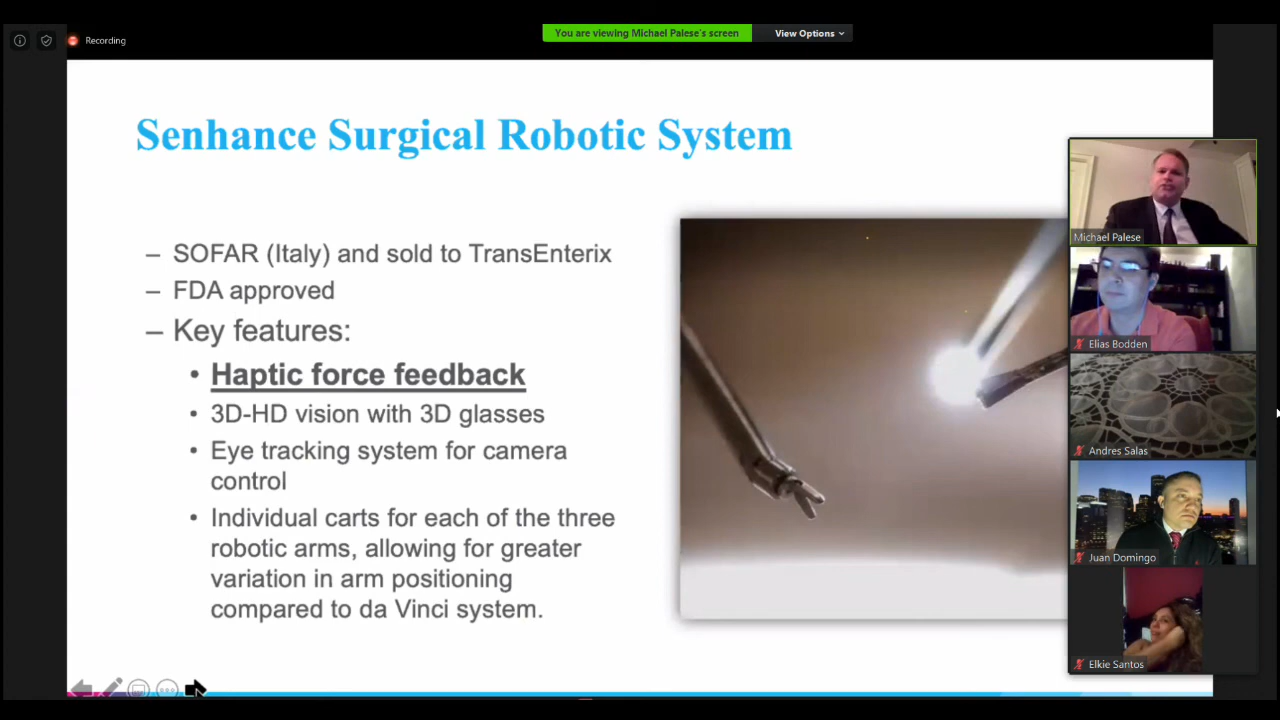 You are viewing Michael Palese's screen
View Options
Recording
Senhance Surgical Robotic System
– SOFAR (Italy) and sold to TransEnterix
– FDA approved
– Key features:
• Haptic force feedback
• 3D-HD vision with 3D glasses
• Eye tracking system for camera
control
• Individual carts for each of the three
robotic arms, allowing for greater
variation in arm positioning
compared to da Vinci system.
Michael Palese
Elias Bodden
Andres Salas
Juan Domingo
Elkie Santos